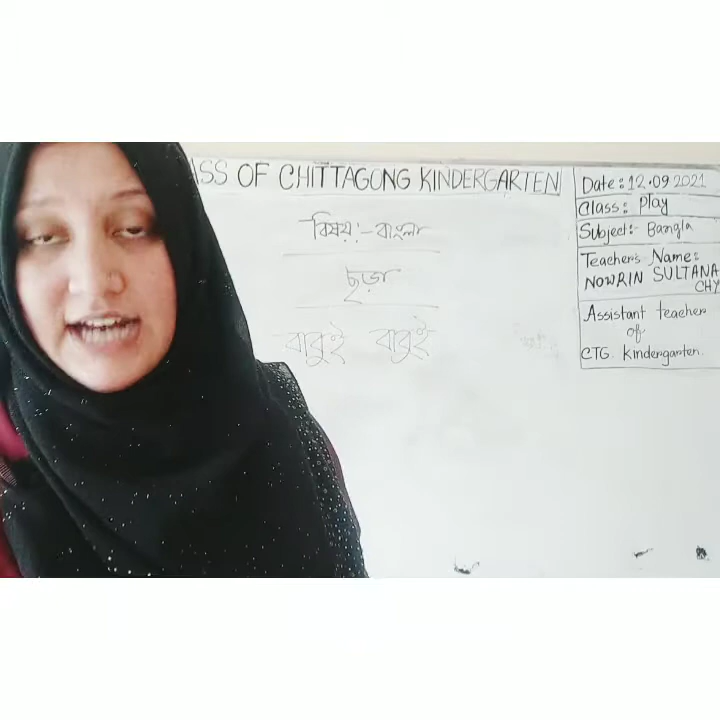 ASS OF CHITTAGONG KINDERGARTEN
বিষয়:- বাংলা
ছড়া
বাবুই বাবুই
Date: 12.09.2021
Class: Play
Subject:- Bangla
Teacher's Name:
NOWRIN SULTANA
CHY
Assistant teacher
of
CTG. Kindergarten.